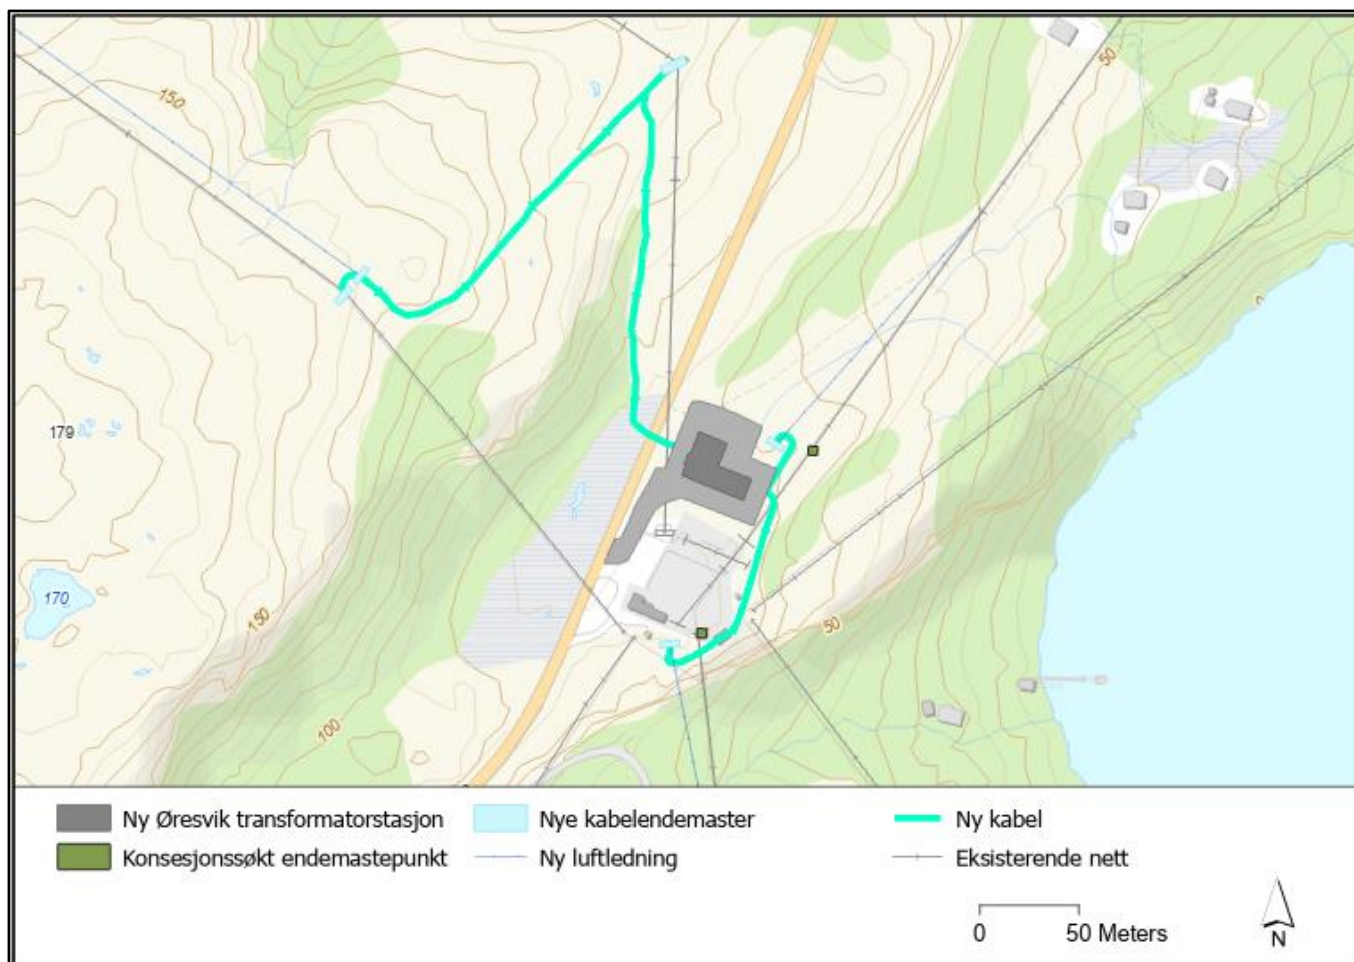 50
150
179
170
150
50
100
Ny Øresvik transformatorstasjon
Nye kabelendemaster
Ny kabel
Konsesjonssøkt endemastepunkt
Ny luftledning
Eksisterende nett
0
50 Meters
N